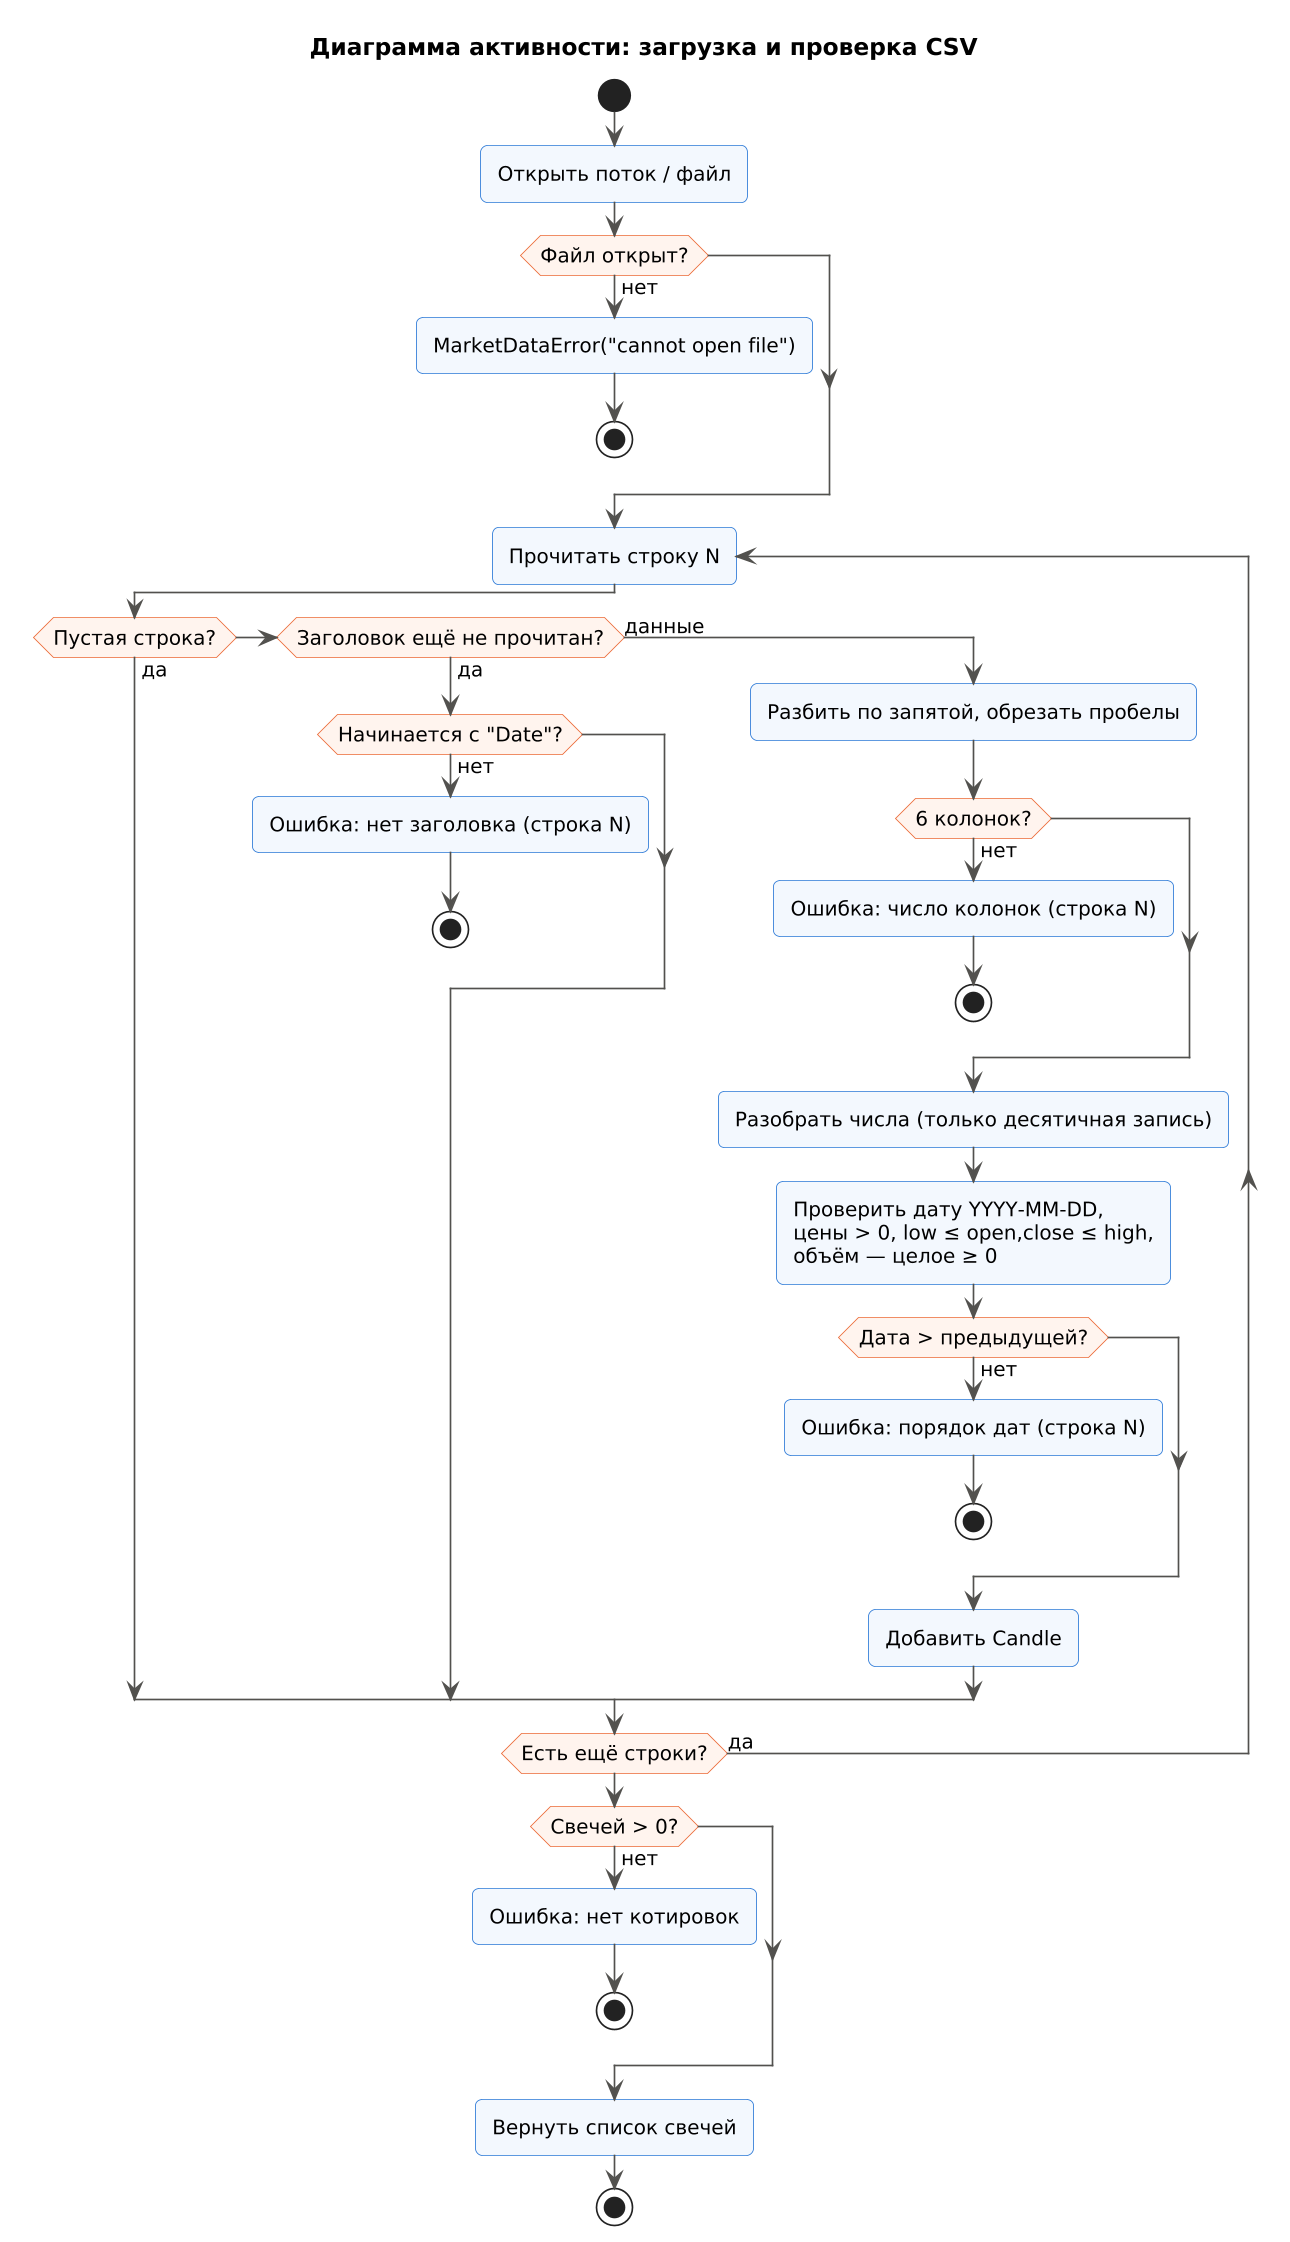 Диаграмма активности: загрузка и проверка CSV
Открыть поток / файл
Файл открыт?
нет
MarketDataError("cannot open file")
Прочитать строку N
Пустая строка?
да
Заголовок ещё не прочитан?
данные
да
Начинается с "Date"?
нет
Ошибка: нет заголовка (строка N)
Разбить по запятой, обрезать пробелы
6 колонок?
нет
Ошибка: число колонок (строка N)
Разобрать числа (только десятичная запись)
Проверить дату YYYY-MM-DD,
цены > 0, low ≤ open,close ≤ high,
объём — целое ≥ 0
Дата > предыдущей?
нет
Ошибка: порядок дат (строка N)
Добавить Candle
Есть ещё строки?
да
Свечей > 0?
нет
Ошибка: нет котировок
Вернуть список свечей